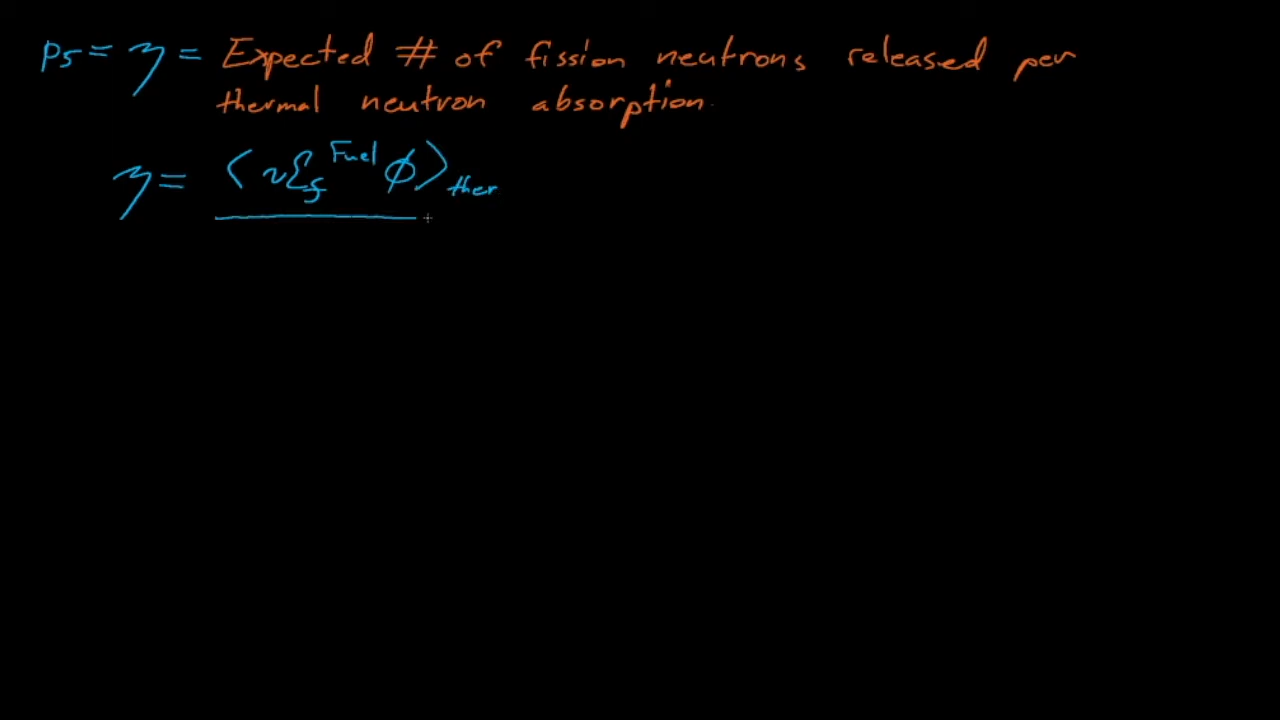 P5 = η = Expected # of fission neutrons released per
thermal neutron absorption.
η = ⟨νΣf^Fuel ϕ⟩ther